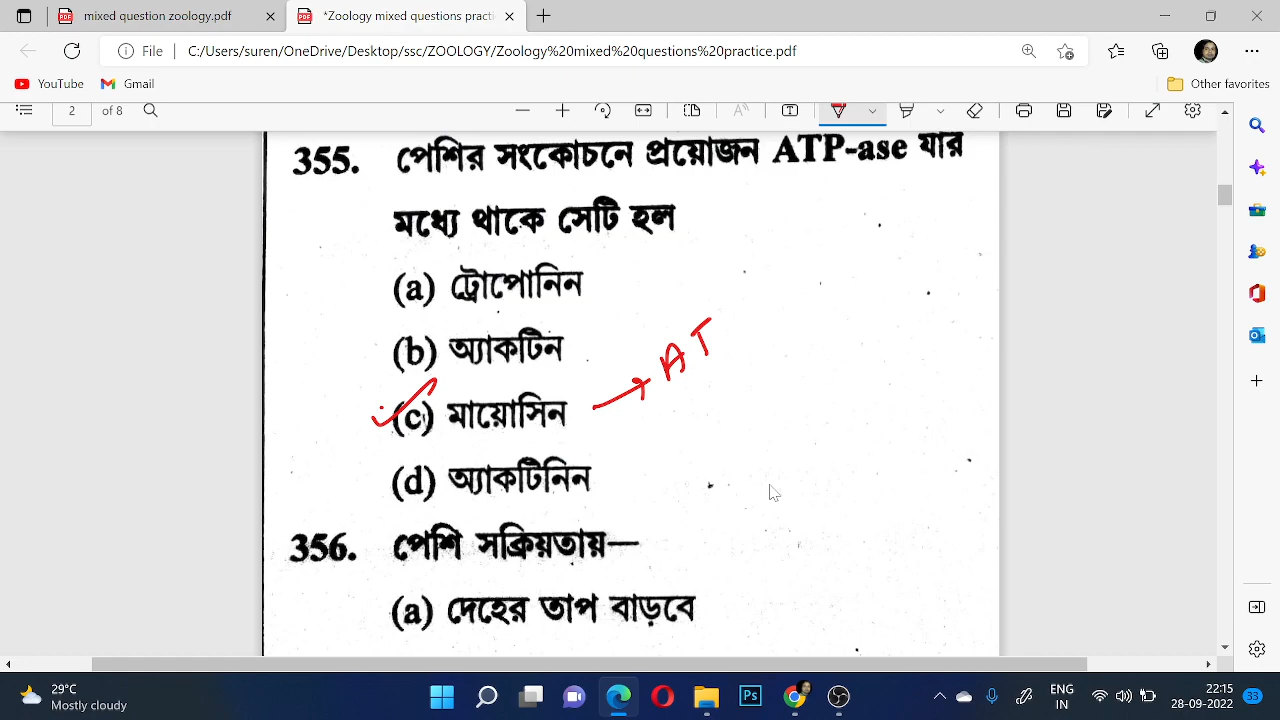 mixed question zoology.pdf
*Zoology mixed questions practi
File
C:/Users/suren/OneDrive/Desktop/ssc/ZOOLOGY/Zoology%20mixed%20questions%20practice.pdf
YouTube
Gmail
Other favorites
2
of 8
355. পেশির সংকোচনে প্রয়োজন ATP-ase যার
মধ্যে থাকে সেটি হল
(a) ট্রোপোনিন
(b) অ্যাকটিন
(c) মায়োসিন → AT
(d) অ্যাকটিনিন
356. পেশি সক্রিয়তায়—
(a) দেহের তাপ বাড়বে
29°C
Mostly cloudy
Ps
ENG
IN
33
22:15
28-09-2022